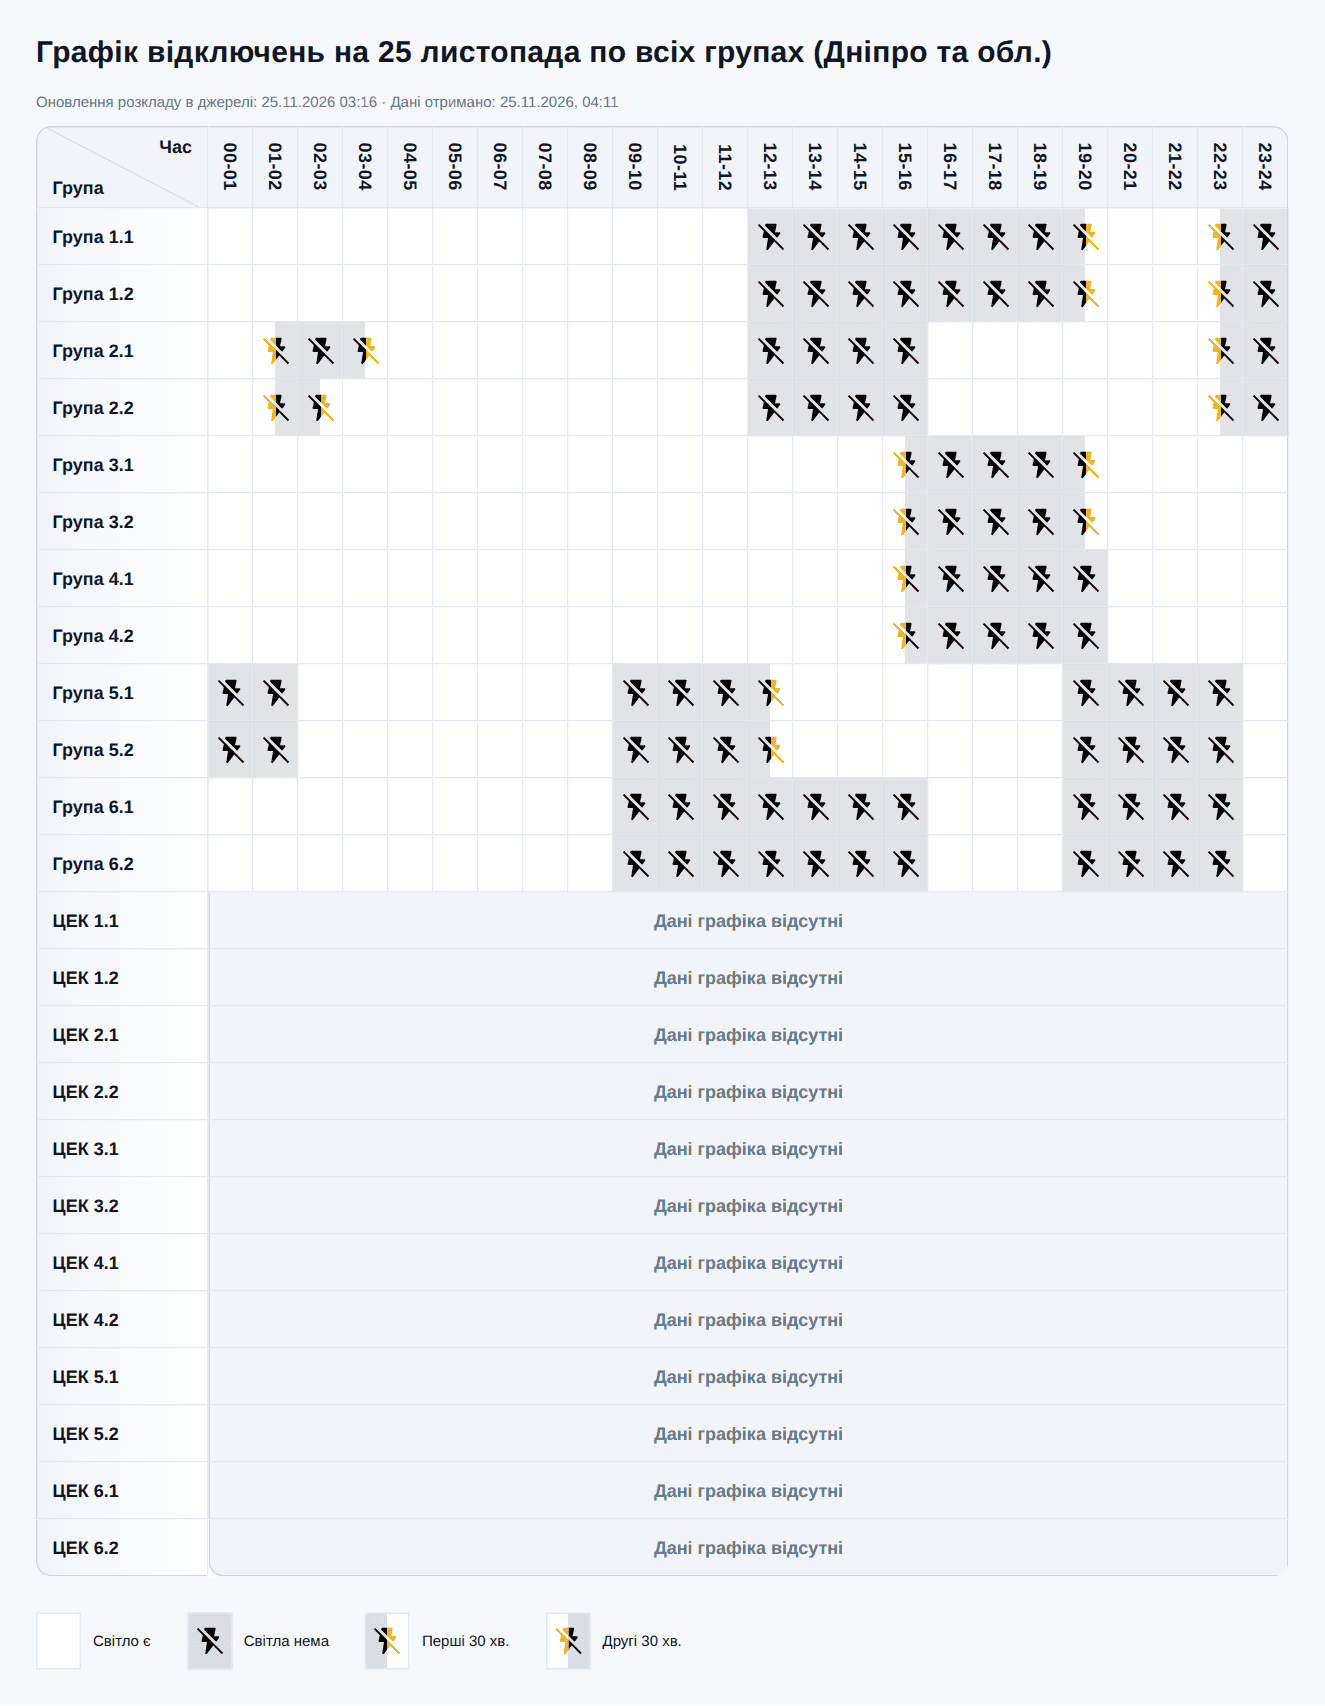 Графік відключень на 25 листопада по всіх групах (Дніпро та обл.)
Оновлення розкладу в джерелі: 25.11.2026 03:16 · Дані отримано: 25.11.2026, 04:11
Час
Група
00-01 01-02 02-03 03-04 04-05 05-06 06-07 07-08 08-09 09-10 10-11 11-12 12-13 13-14 14-15 15-16 16-17 17-18 18-19 19-20 20-21 21-22 22-23 23-24
Група 1.1
Група 1.2
Група 2.1
Група 2.2
Група 3.1
Група 3.2
Група 4.1
Група 4.2
Група 5.1
Група 5.2
Група 6.1
Група 6.2
ЦЕК 1.1 Дані графіка відсутні
ЦЕК 1.2 Дані графіка відсутні
ЦЕК 2.1 Дані графіка відсутні
ЦЕК 2.2 Дані графіка відсутні
ЦЕК 3.1 Дані графіка відсутні
ЦЕК 3.2 Дані графіка відсутні
ЦЕК 4.1 Дані графіка відсутні
ЦЕК 4.2 Дані графіка відсутні
ЦЕК 5.1 Дані графіка відсутні
ЦЕК 5.2 Дані графіка відсутні
ЦЕК 6.1 Дані графіка відсутні
ЦЕК 6.2 Дані графіка відсутні
Світло є Світла нема Перші 30 хв. Другі 30 хв.